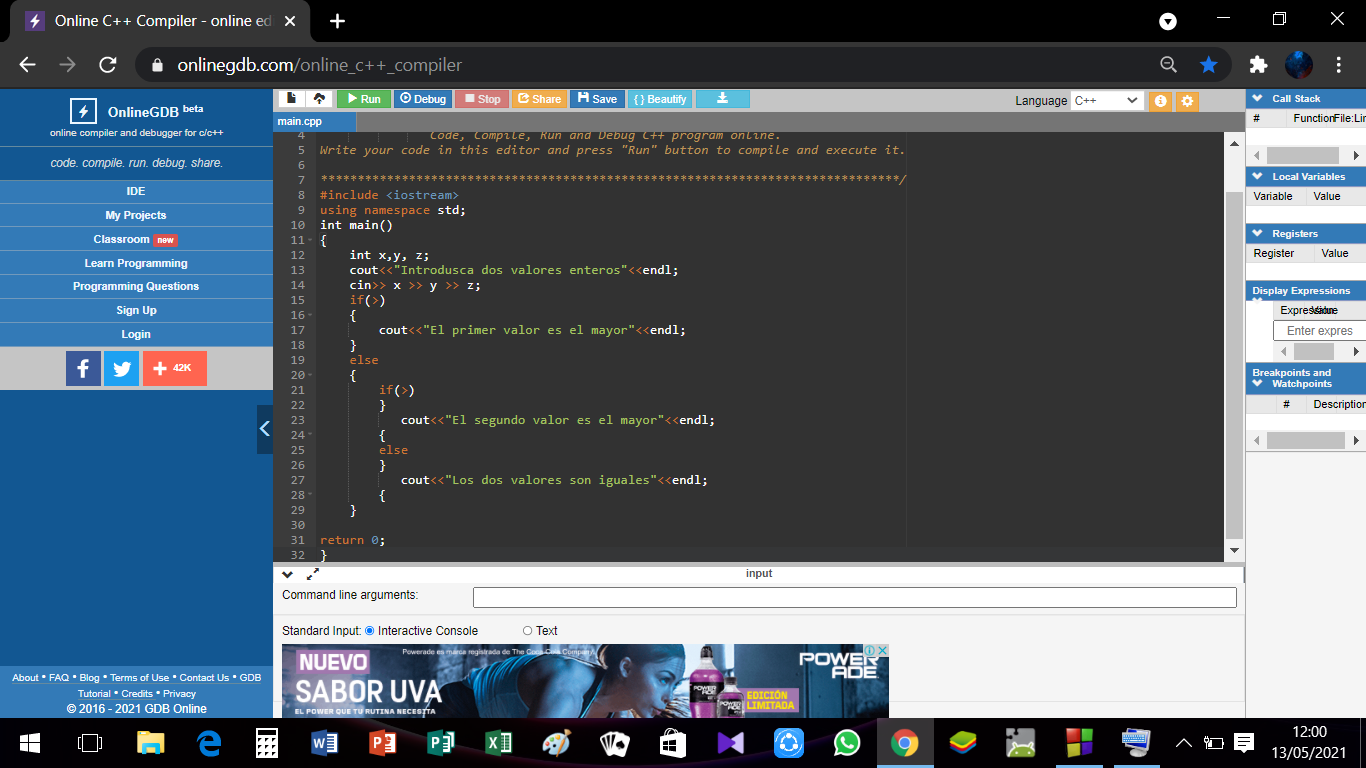 Online C++ Compiler - online ed
onlinegdb.com/online_c++_compiler
OnlineGDB beta
online compiler and debugger for c/c++
code. compile. run. debug. share.
IDE
My Projects
Classroom new
Learn Programming
Programming Questions
Sign Up
Login
42K
About • FAQ • Blog • Terms of Use • Contact Us • GDB
Tutorial • Credits • Privacy
© 2016 - 2021 GDB Online
Run Debug Stop Share Save { } Beautify
Language C++
main.cpp
4 Code, Compile, Run and Debug C++ program online.
5 Write your code in this editor and press "Run" button to compile and execute it.
6
7 *******************************************************************************/
8 #include <iostream>
9 using namespace std;
10 int main()
11 {
12 int x,y, z;
13 cout<<"Introdusca dos valores enteros"<<endl;
14 cin>> x >> y >> z;
15 if(>)
16 {
17 cout<<"El primer valor es el mayor"<<endl;
18 }
19 else
20 {
21 if(>)
22 }
23 cout<<"El segundo valor es el mayor"<<endl;
24 {
25 else
26 }
27 cout<<"Los dos valores son iguales"<<endl;
28 {
29 }
30
31 return 0;
32 }
input
Command line arguments:
Standard Input: Interactive Console Text
Powerade es marca registrada de The Coca-Cola Company.
NUEVO
SABOR UVA
EL POWER QUE TU RUTINA NECESITA
POWER
ADE
EDICIÓN
LIMITADA
Call Stack
# Function File:Lin
Local Variables
Variable Value
Registers
Register Value
Display Expressions
Expression Value
Enter expres
Breakpoints and
Watchpoints
# Description
12:00
13/05/2021